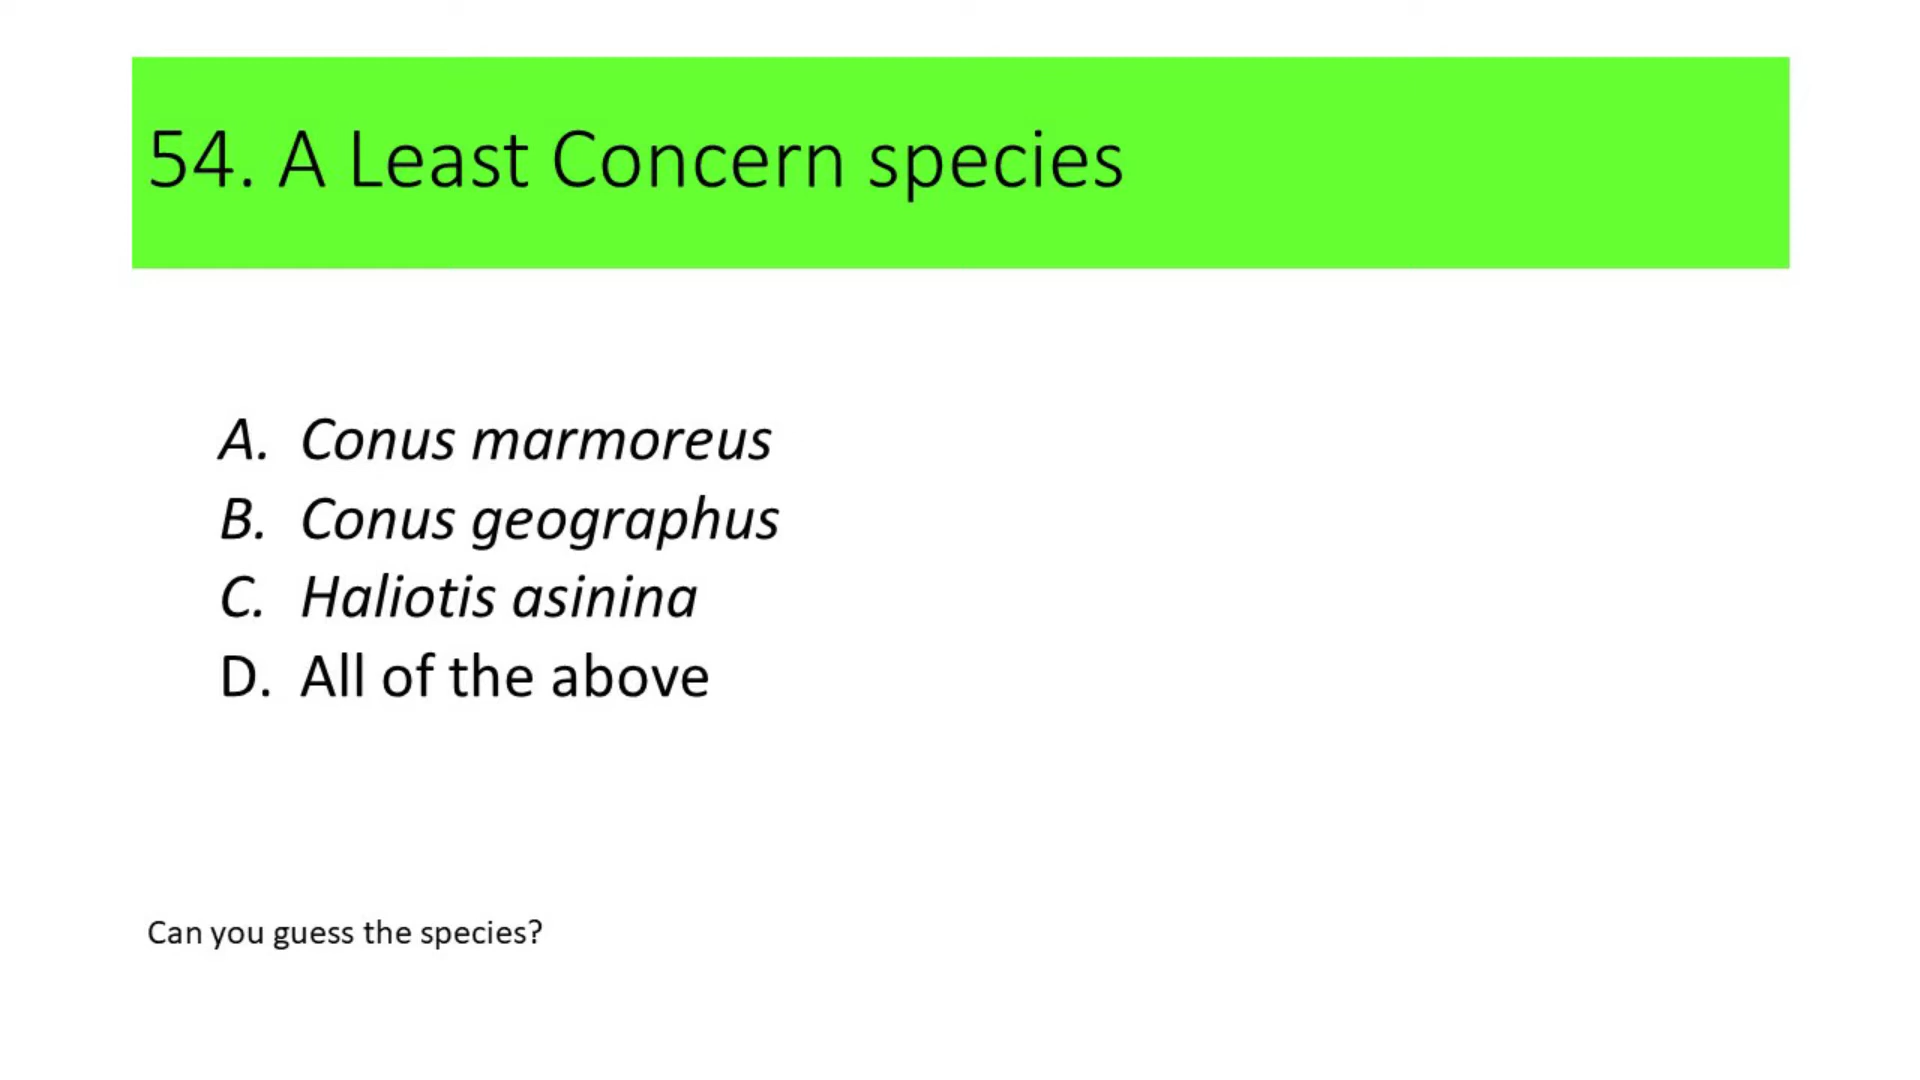 54. A Least Concern species
A. Conus marmoreus
B. Conus geographus
C. Haliotis asinina
D. All of the above
Can you guess the species?